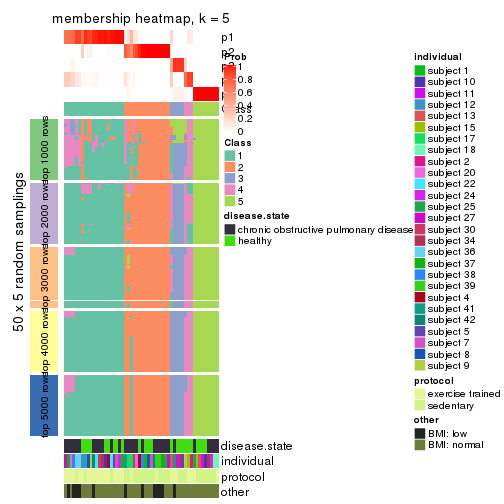 membership heatmap, k = 5
p1
p2
Prob
1
0.8
0.6
0.4
0.2
0
Class
1
2
3
4
5
disease.state
chronic obstructive pulmonary disease
healthy
50 x 5 random samplings
top 1000 rows
top 2000 rows
top 3000 rows
top 4000 rows
top 5000 rows
disease.state
individual
protocol
other
individual
subject 1
subject 10
subject 11
subject 12
subject 13
subject 15
subject 17
subject 18
subject 2
subject 20
subject 22
subject 24
subject 25
subject 27
subject 30
subject 34
subject 36
subject 37
subject 38
subject 39
subject 4
subject 41
subject 42
subject 5
subject 7
subject 8
subject 9
protocol
exercise trained
sedentary
other
BMI: low
BMI: normal